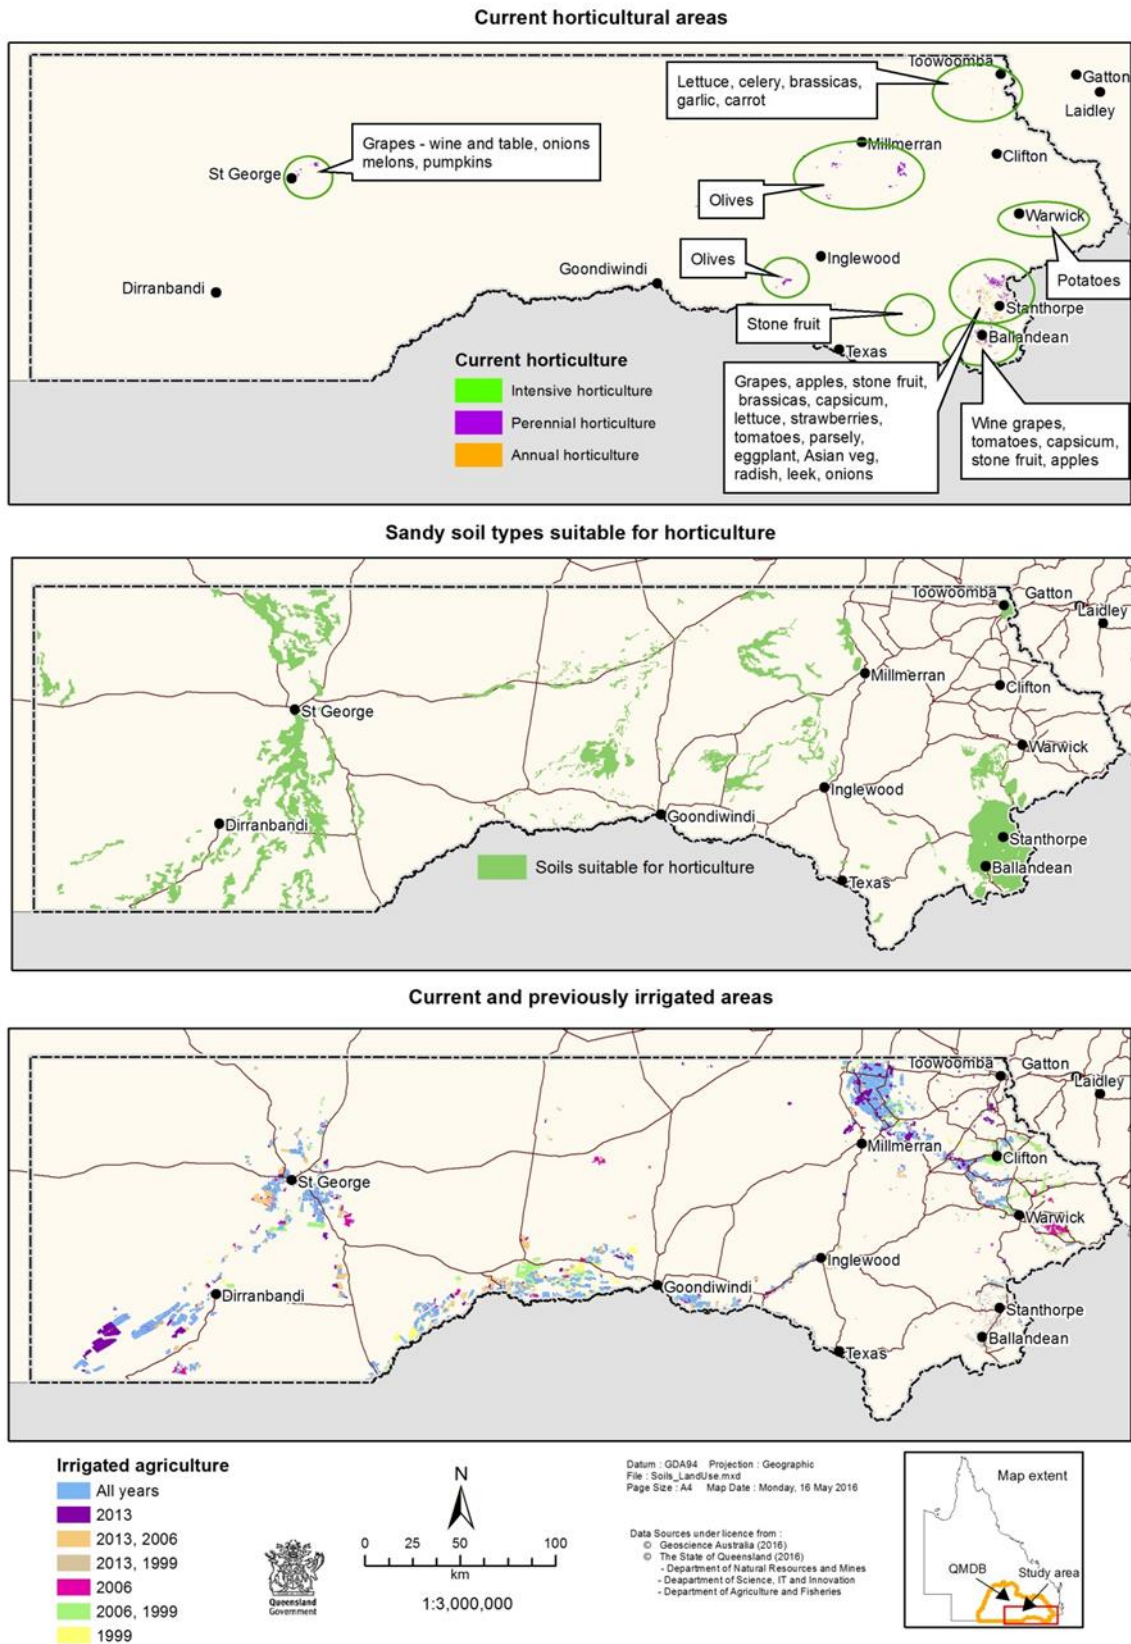 Current horticultural areas
Toowoomba
Gatton
Laidley
Lettuce, celery, brassicas,
garlic, carrot
Grapes - wine and table, onions
melons, pumpkins
St George
Millmerran
Clifton
Olives
Warwick
Olives
Inglewood
Potatoes
Goondiwindi
Dirranbandi
Stone fruit
Stanthorpe
Ballandean
Texas
Current horticulture
Intensive horticulture
Perennial horticulture
Annual horticulture
Grapes, apples, stone fruit,
brassicas, capsicum,
lettuce, strawberries,
tomatoes, parsely,
eggplant, Asian veg,
radish, leek, onions
Wine grapes,
tomatoes, capsicum,
stone fruit, apples
Sandy soil types suitable for horticulture
Toowoomba
Gatton
Laidley
Millmerran
Clifton
St George
Warwick
Inglewood
Goondiwindi
Dirranbandi
Stanthorpe
Ballandean
Texas
Soils suitable for horticulture
Current and previously irrigated areas
Toowoomba
Gatton
Laidley
Millmerran
Clifton
St George
Warwick
Inglewood
Goondiwindi
Dirranbandi
Stanthorpe
Ballandean
Texas
Irrigated agriculture
All years
2013
2013, 2006
2013, 1999
2006
2006, 1999
1999
Queensland
Government
N
0 25 50 100
km
1:3,000,000
Datum : GDA94 Projection : Geographic
File : Soils_LandUse.mxd
Page Size : A4 Map Date : Monday, 16 May 2016
Data Sources under licence from :
© Geoscience Australia (2016)
© The State of Queensland (2016)
- Department of Natural Resources and Mines
- Deapartment of Science, IT and Innovation
- Department of Agriculture and Fisheries
Map extent
QMDB
Study area